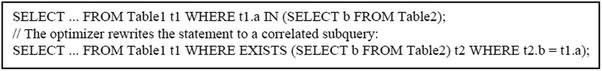 SELECT ... FROM Table1 t1 WHERE t1.a IN (SELECT b FROM Table2);
// The optimizer rewrites the statement to a correlated subquery:
SELECT ... FROM Table1 t1 WHERE EXISTS (SELECT b FROM Table2) t2 WHERE t2.b = t1.a);